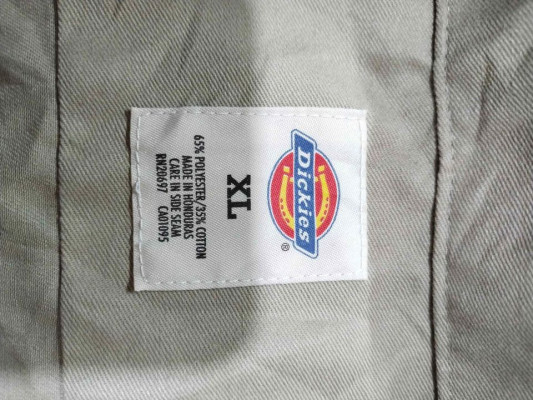 Dickies
®
XL
65% POLYESTER/35% COTTON
MADE IN HONDURAS
CARE IN SIDE SEAM
RN20697 CA01095